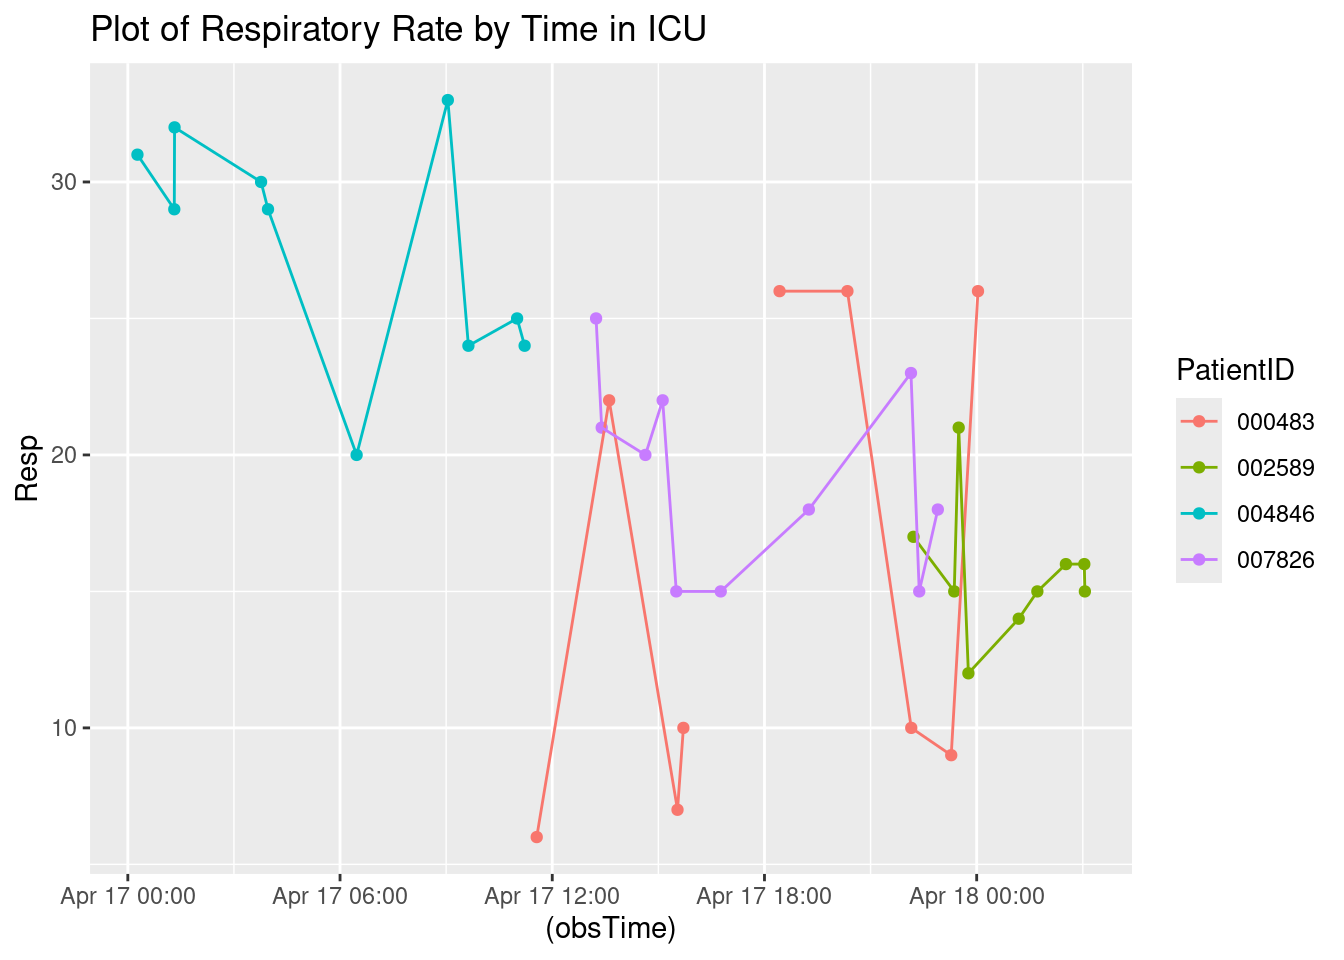 Plot of Respiratory Rate by Time in ICU
Resp
30
20
10
Apr 17 00:00
Apr 17 06:00
Apr 17 12:00
Apr 17 18:00
Apr 18 00:00
(obsTime)
PatientID
000483
002589
004846
007826